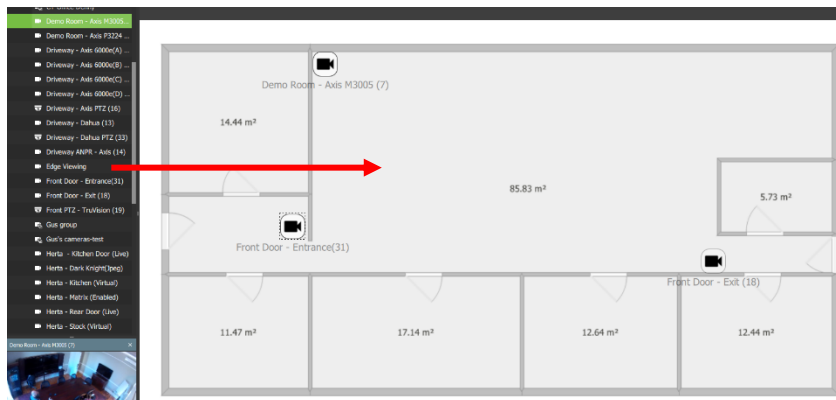 Demo Room - Axis M3005...
Demo Room - Axis P3224 ...
Driveway - Axis 6000e(A) ...
Driveway - Axis 6000e(B) ...
Driveway - Axis 6000e(C) ...
Driveway - Axis 6000e(D) ...
Driveway - Axis PTZ (16)
Driveway - Dahua (13)
Driveway - Dahua PTZ (33)
Driveway ANPR - Axis (14)
Edge Viewing
Front Door - Entrance(31)
Front Door - Exit (18)
Front PTZ - TruVision (19)
Gus group
Gus's cameras-test
Herta - Kitchen Door (Live)
Herta - Dark Knight(Jpeg)
Herta - Kitchen (Virtual)
Herta - Matrix (Enabled)
Herta - Rear Door (Live)
Herta - Stock (Virtual)
Demo Room - Axis M3005 (7)
Demo Room - Axis M3005 (7)
14.44 m²
85.83 m²
5.73 m²
Front Door - Entrance(31)
Front Door - Exit (18)
11.47 m²
17.14 m²
12.64 m²
12.44 m²